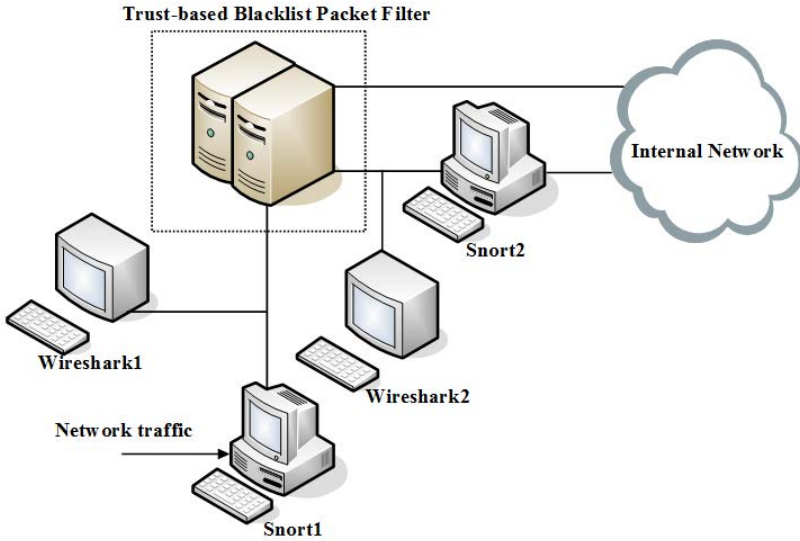 Trust-based Blacklist Packet Filter
Internal Network
Snort2
Wireshark1
Wireshark2
Network traffic
Snort1